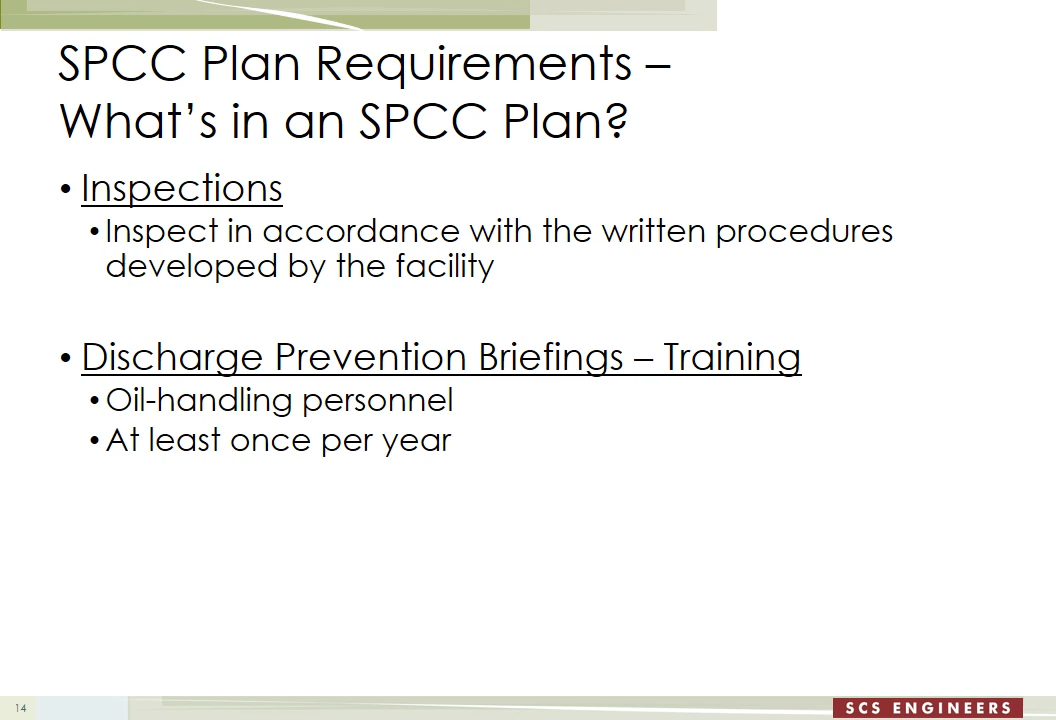 SPCC Plan Requirements –
What's in an SPCC Plan?
• Inspections
• Inspect in accordance with the written procedures
developed by the facility
• Discharge Prevention Briefings – Training
• Oil-handling personnel
• At least once per year
14
SCS ENGINEERS